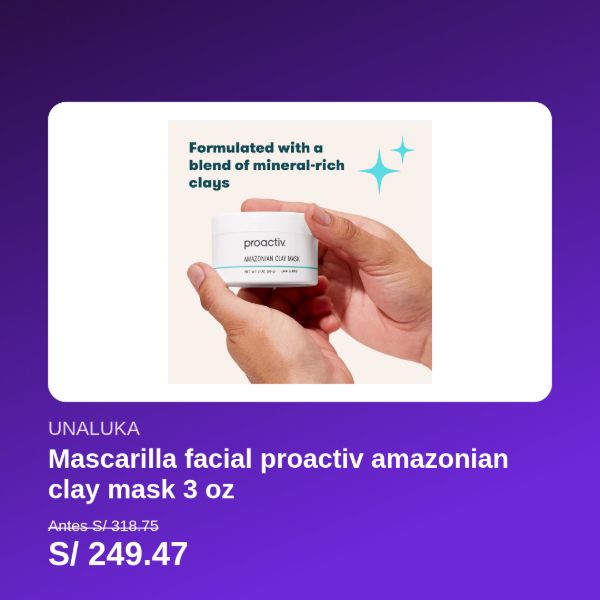 Formulated with a
blend of mineral-rich
clays
proactiv.
AMAZONIAN CLAY MASK
UNALUKA
Mascarilla facial proactiv amazonian
clay mask 3 oz
Antes S/ 318.75
S/ 249.47